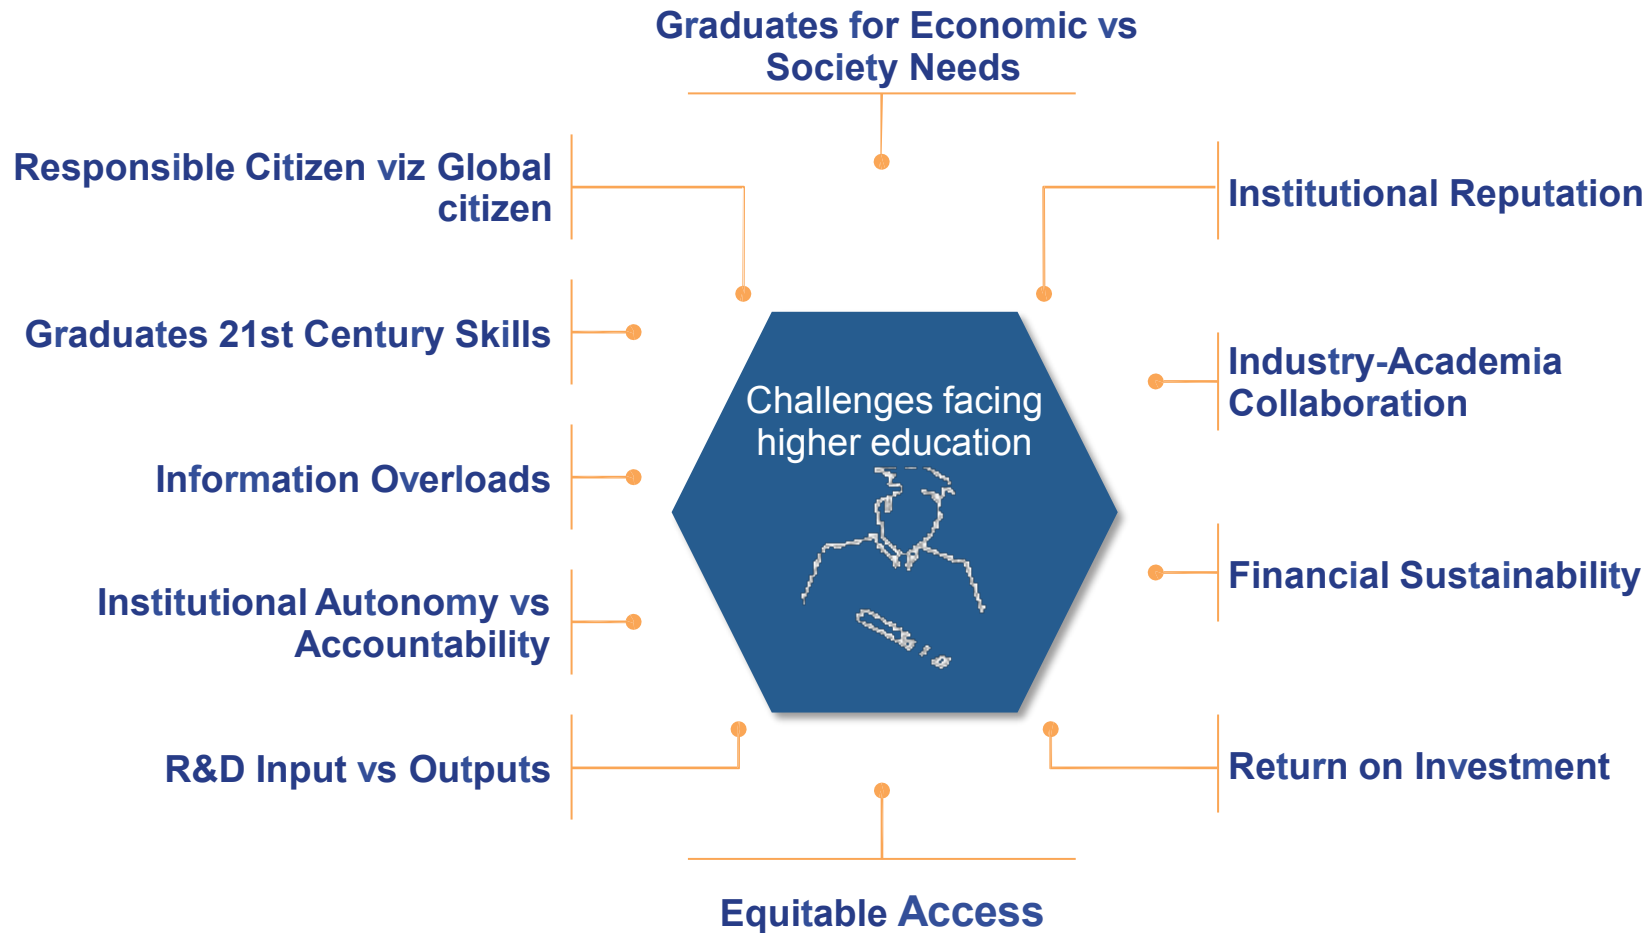 Graduates for Economic vs
Society Needs
Responsible Citizen viz Global
citizen
Graduates 21st Century Skills
Information Overloads
Institutional Autonomy vs
Accountability
R&D Input vs Outputs
Challenges facing
higher education
Institutional Reputation
Industry-Academia
Collaboration
Financial Sustainability
Return on Investment
Equitable Access